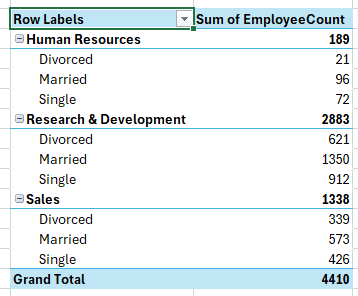 Row Labels Sum of EmployeeCount
Human Resources 189
Divorced 21
Married 96
Single 72
Research & Development 2883
Divorced 621
Married 1350
Single 912
Sales 1338
Divorced 339
Married 573
Single 426
Grand Total 4410